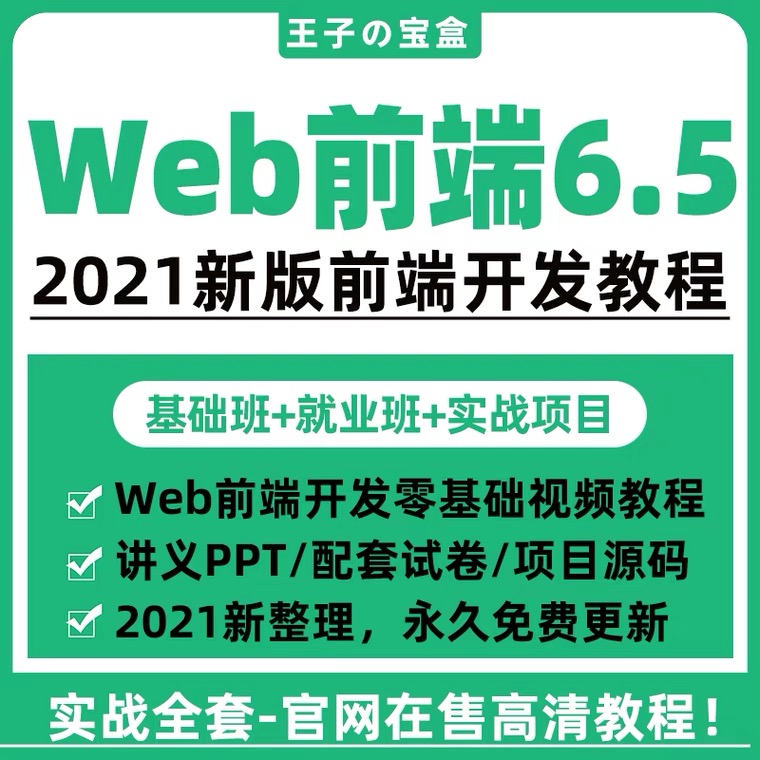 王子の宝盒
Web前端6.5
2021新版前端开发教程
基础班+就业班+实战项目
Web前端开发零基础视频教程
讲义PPT/配套试卷/项目源码
2021新整理，永久免费更新
实战全套-官网在售高清教程！